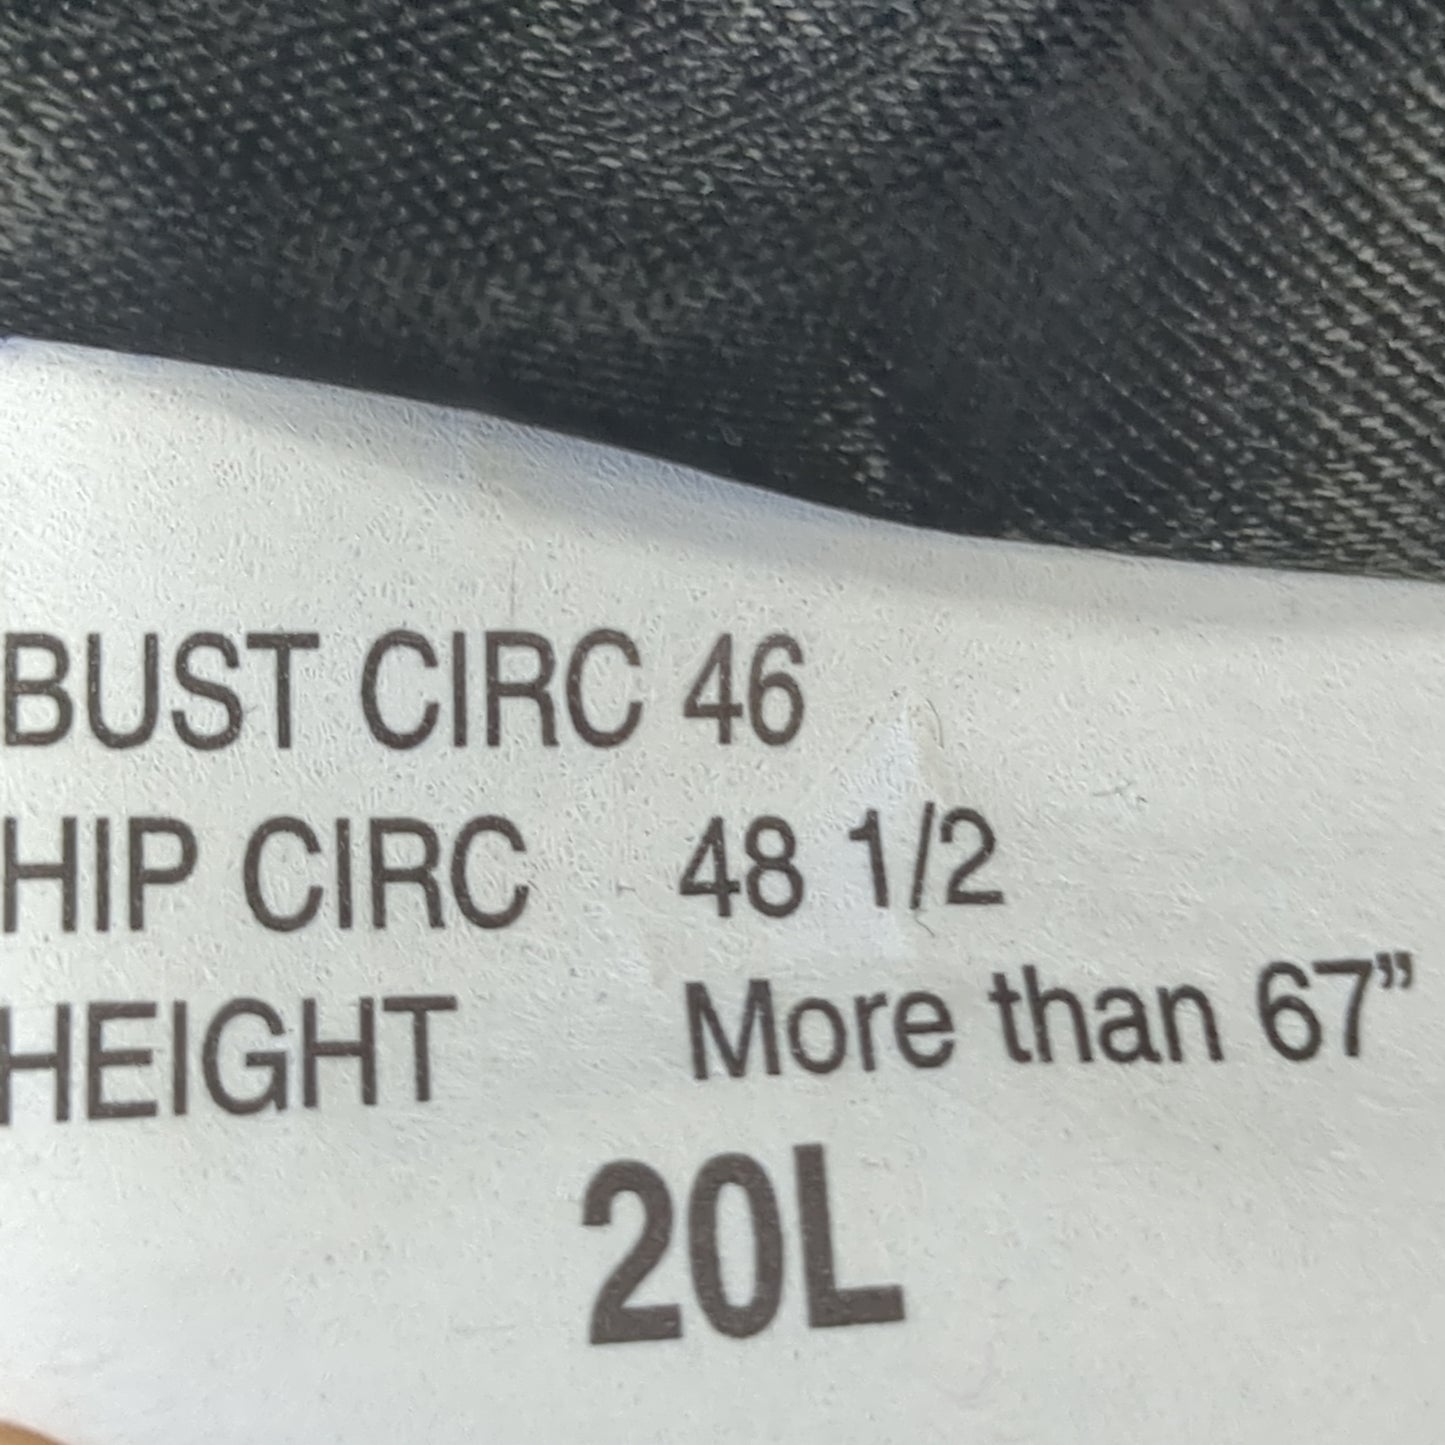 BUST CIRC 46
HIP CIRC 48 1/2
HEIGHT More than 67”
20L